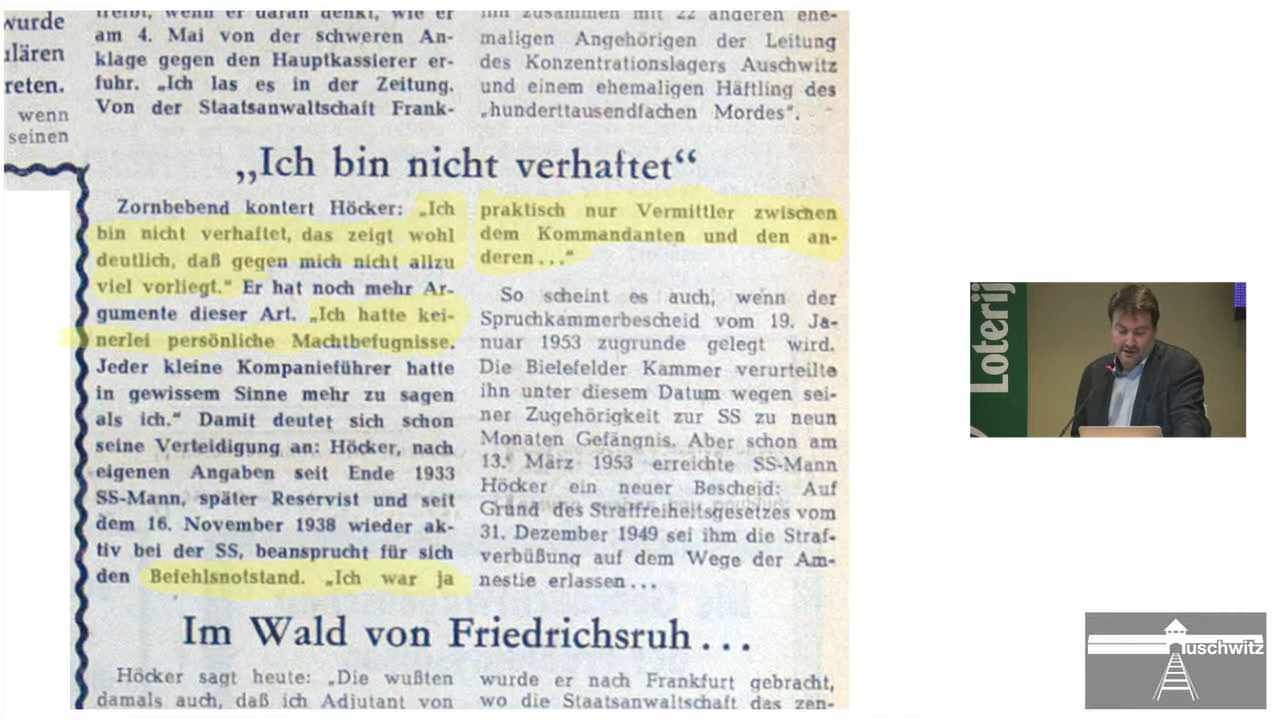 wurde
lären
reten.
wenn
seinen
treibt, wenn er daran denkt, wie er
am 4. Mai von der schweren An-
klage gegen den Hauptkassierer er-
fuhr. „Ich las es in der Zeitung.
Von der Staatsanwaltschaft Frank-
ihn zusammen mit 22 anderen ehe-
maligen Angehörigen der Leitung
des Konzentrationslagers Auschwitz
und einem ehemaligen Häftling des
„hunderttausendfachen Mordes“.
„Ich bin nicht verhaftet“
Zornbebend kontert Höcker: „Ich
bin nicht verhaftet, das zeigt wohl
deutlich, daß gegen mich nicht allzu
viel vorliegt.“ Er hat noch mehr Ar-
gumente dieser Art. „Ich hatte kei-
nerlei persönliche Machtbefugnisse.
Jeder kleine Kompanieführer hatte
in gewissem Sinne mehr zu sagen
als ich.“ Damit deutet sich schon
seine Verteidigung an: Höcker, nach
eigenen Angaben seit Ende 1933
SS-Mann, später Reservist und seit
dem 16. November 1938 wieder ak-
tiv bei der SS, beansprucht für sich
den Befehlsnotstand. „Ich war ja
praktisch nur Vermittler zwischen
dem Kommandanten und den an-
deren...“
So scheint es auch, wenn der
Spruchkammerbescheid vom 19. Ja-
nuar 1953 zugrunde gelegt wird.
Die Bielefelder Kammer verurteilte
ihn unter diesem Datum wegen sei-
ner Zugehörigkeit zur SS zu neun
Monaten Gefängnis. Aber schon am
13. März 1953 erreichte SS-Mann
Höcker ein neuer Bescheid: Auf
Grund des Straffreiheitsgesetzes vom
31. Dezember 1949 sei ihm die Straf-
verbüßung auf dem Wege der Am-
nestie erlassen...
Im Wald von Friedrichsruh...
Höcker sagt heute: „Die wußten
damals auch, daß ich Adjutant von
wurde er nach Frankfurt gebracht,
wo die Staatsanwaltschaft das zen-
Loterij
uschwitz